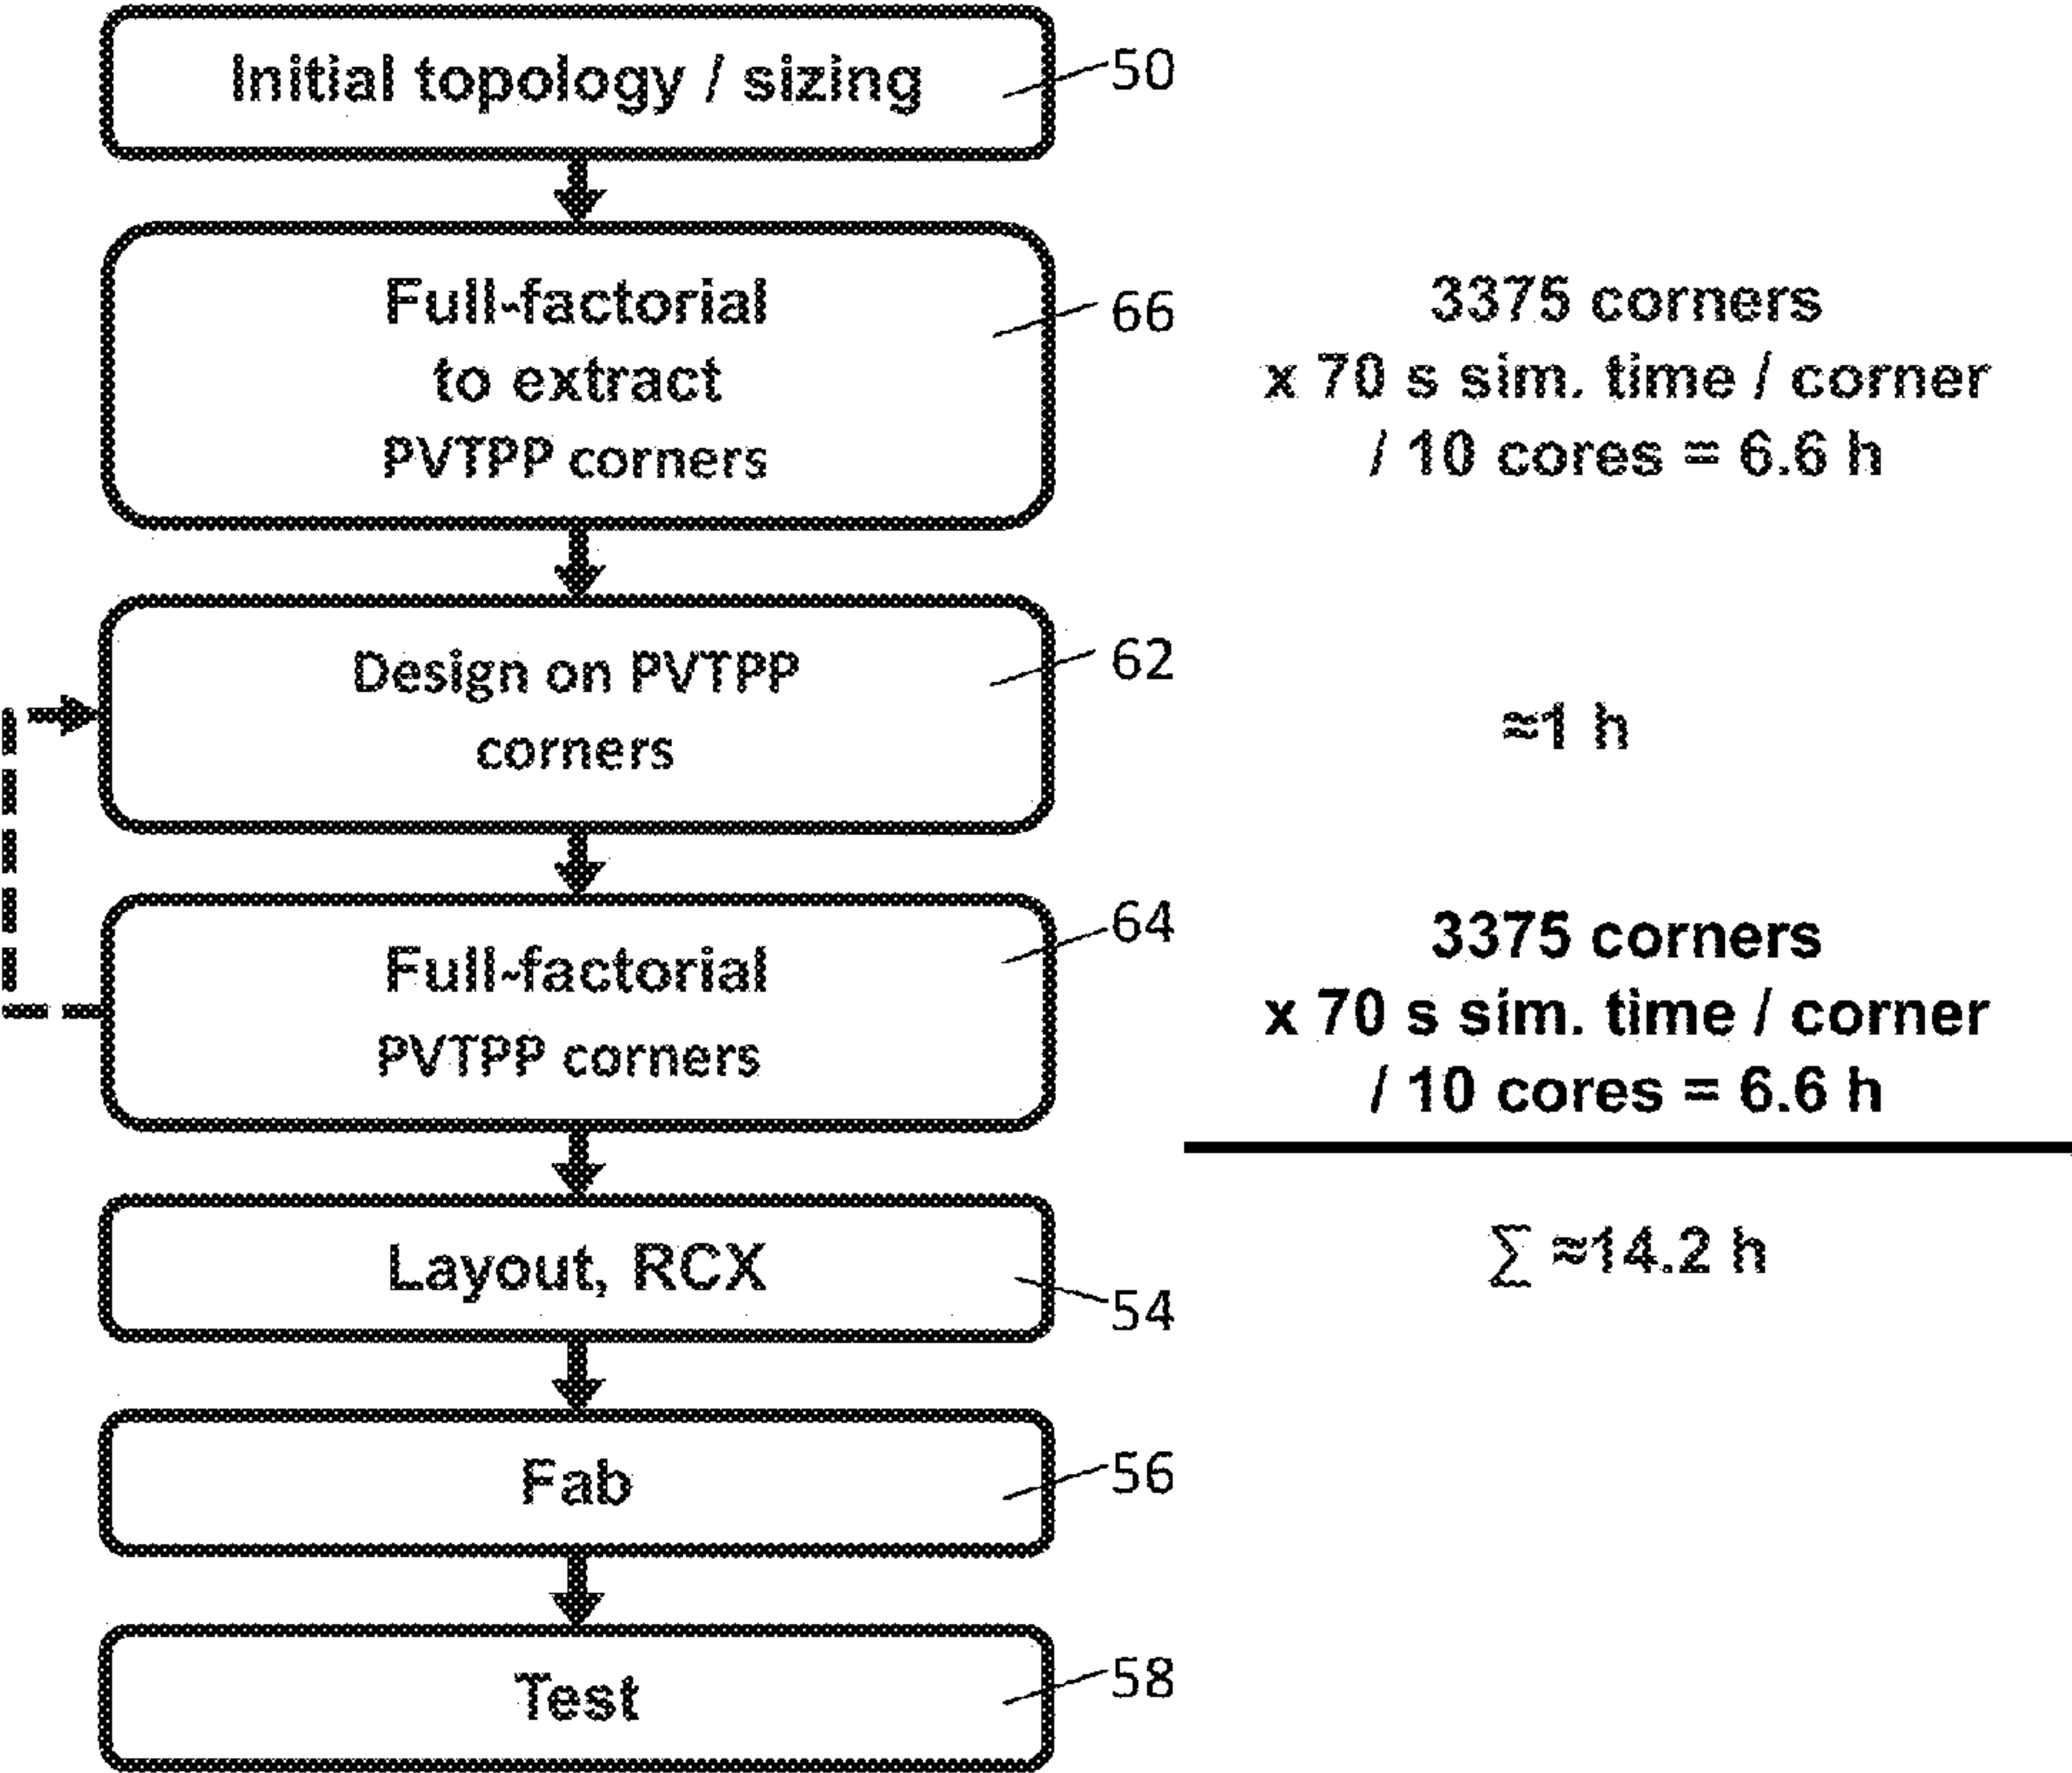 Initial topology / sizing
50
Full-factorial
to extract
PVTPP corners
66
3375 corners
x 70 s sim. time / corner
/ 10 cores = 6.6 h
Design on PVTPP
corners
62
≈1 h
Full-factorial
PVTPP corners
64
3375 corners
x 70 s sim. time / corner
/ 10 cores = 6.6 h
Layout, RCX
54
∑ ≈14.2 h
Fab
56
Test
58